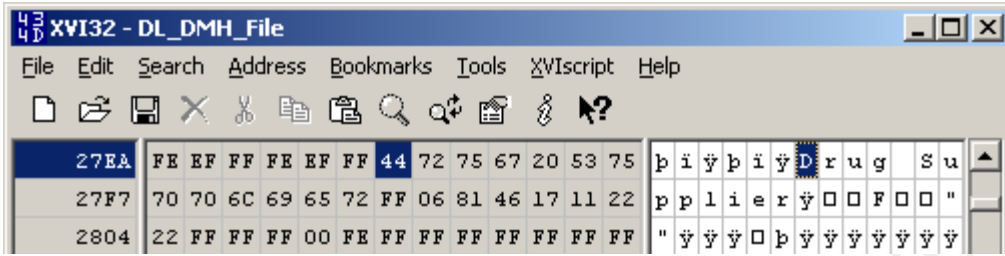 XVI32 - DL_DMH_File
File Edit Search Address Bookmarks Tools XVIscript Help
27EA FE EF FF FE EF FF 44 72 75 67 20 53 75 þ ï ÿ þ ï ÿ D r u g   S u
27F7 70 70 6C 69 65 72 FF 06 81 46 17 11 22 p p l i e r ÿ □ □ F □ □ "
2804 22 FF FF FF 00 FE FF FF FF FF FF FF FF " ÿ ÿ ÿ □ þ ÿ ÿ ÿ ÿ ÿ ÿ ÿ